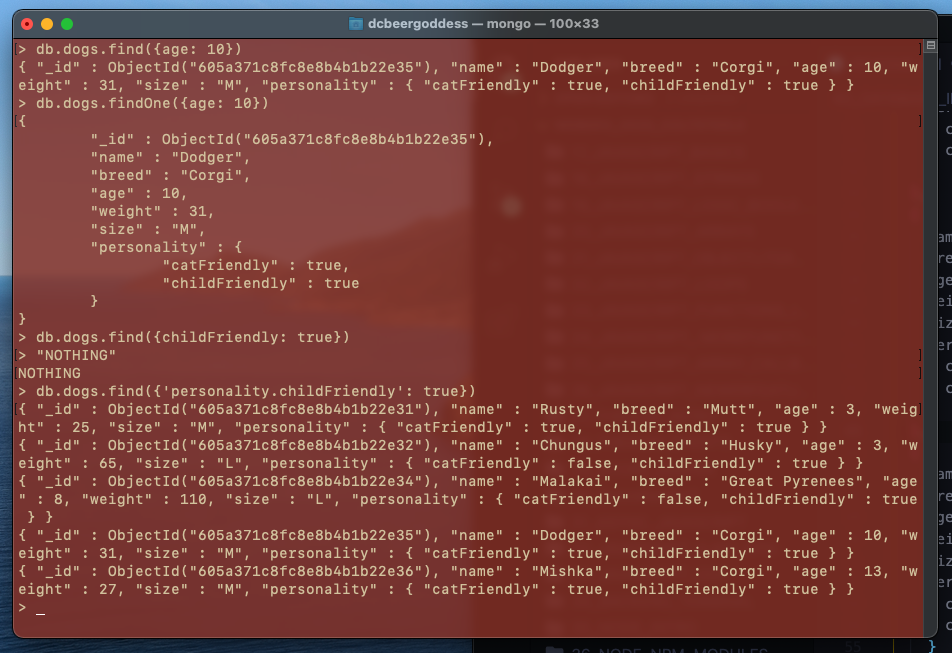 dcbeergoddess — mongo — 100×33
> db.dogs.find({age: 10})
{ "_id" : ObjectId("605a371c8fc8e8b4b1b22e35"), "name" : "Dodger", "breed" : "Corgi", "age" : 10, "w
eight" : 31, "size" : "M", "personality" : { "catFriendly" : true, "childFriendly" : true } }
> db.dogs.findOne({age: 10})
{
"_id" : ObjectId("605a371c8fc8e8b4b1b22e35"),
"name" : "Dodger",
"breed" : "Corgi",
"age" : 10,
"weight" : 31,
"size" : "M",
"personality" : {
"catFriendly" : true,
"childFriendly" : true
}
}
> db.dogs.find({childFriendly: true})
> "NOTHING"
NOTHING
> db.dogs.find({'personality.childFriendly': true})
{ "_id" : ObjectId("605a371c8fc8e8b4b1b22e31"), "name" : "Rusty", "breed" : "Mutt", "age" : 3, "weig
ht" : 25, "size" : "M", "personality" : { "catFriendly" : true, "childFriendly" : true } }
{ "_id" : ObjectId("605a371c8fc8e8b4b1b22e32"), "name" : "Chungus", "breed" : "Husky", "age" : 3, "w
eight" : 65, "size" : "L", "personality" : { "catFriendly" : false, "childFriendly" : true } }
{ "_id" : ObjectId("605a371c8fc8e8b4b1b22e34"), "name" : "Malakai", "breed" : "Great Pyrenees", "age
" : 8, "weight" : 110, "size" : "L", "personality" : { "catFriendly" : false, "childFriendly" : true
} }
{ "_id" : ObjectId("605a371c8fc8e8b4b1b22e35"), "name" : "Dodger", "breed" : "Corgi", "age" : 10, "w
eight" : 31, "size" : "M", "personality" : { "catFriendly" : true, "childFriendly" : true } }
{ "_id" : ObjectId("605a371c8fc8e8b4b1b22e36"), "name" : "Mishka", "breed" : "Corgi", "age" : 13, "w
eight" : 27, "size" : "M", "personality" : { "catFriendly" : true, "childFriendly" : true } }
> _